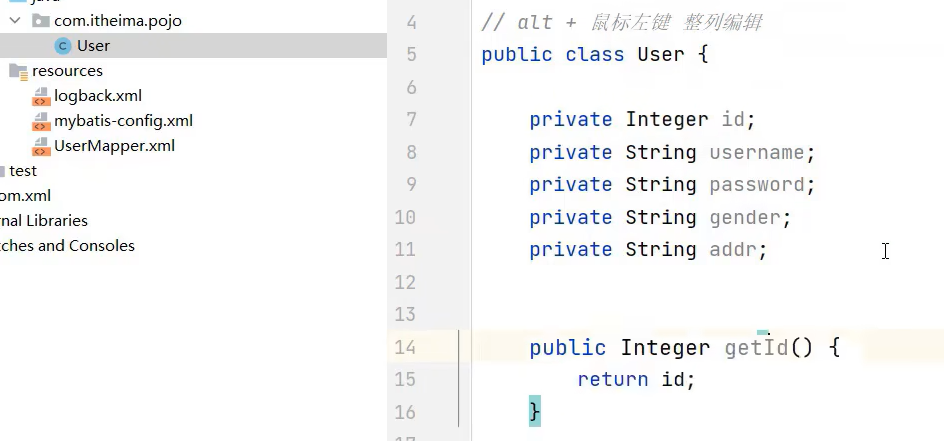 java
com.itheima.pojo
User
resources
logback.xml
mybatis-config.xml
UserMapper.xml
test
om.xml
rnal Libraries
tches and Consoles
4 // alt + 鼠标左键 整列编辑
5 public class User {
6
7 private Integer id;
8 private String username;
9 private String password;
10 private String gender;
11 private String addr;
12
13
14 public Integer getId() {
15 return id;
16 }